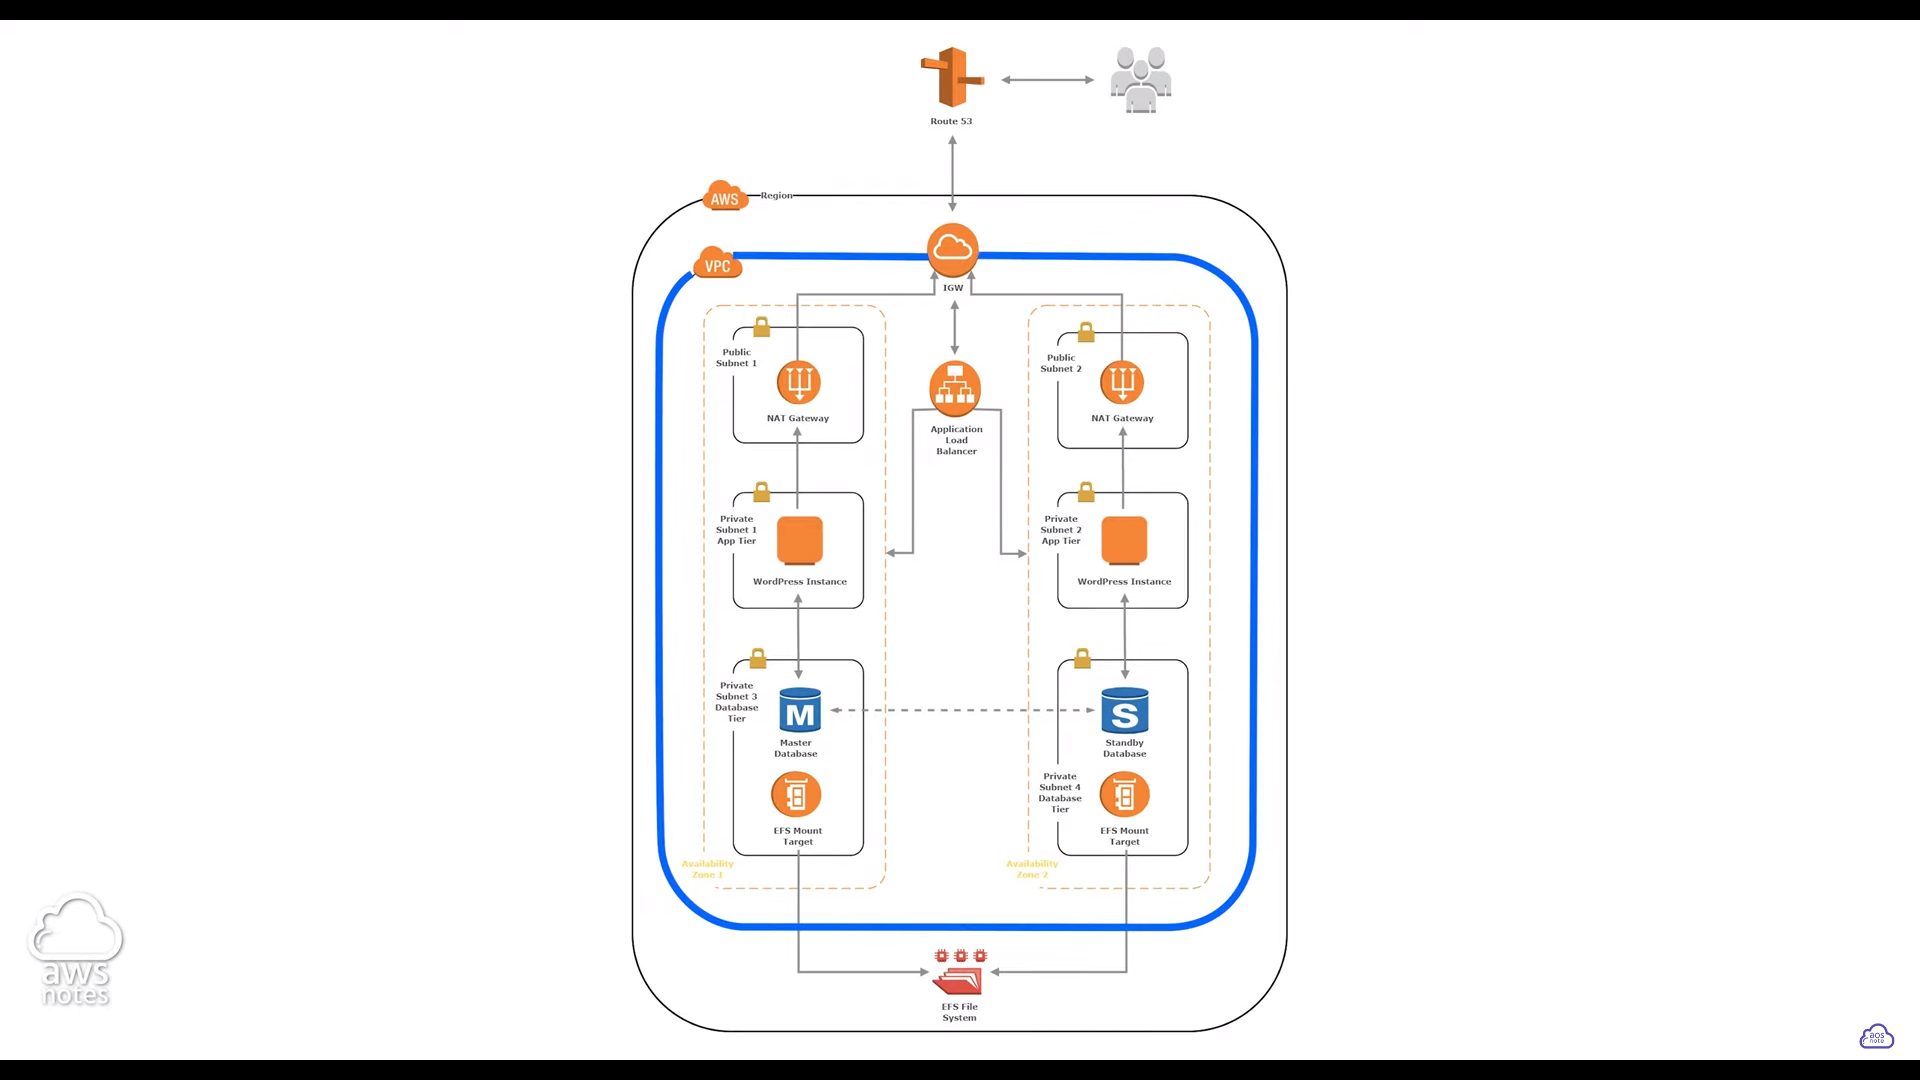 Route 53
AWS
Region
VPC
IGW
Public
Subnet 1
NAT Gateway
Application
Load
Balancer
Public
Subnet 2
NAT Gateway
Private
Subnet 1
App Tier
WordPress Instance
Private
Subnet 2
App Tier
WordPress Instance
Private
Subnet 3
Database
Tier
M
Master
Database
EFS Mount
Target
S
Standby
Database
Private
Subnet 4
Database
Tier
EFS Mount
Target
Availability
Zone 1
Availability
Zone 2
EFS File
System
aws
notes
aos
note